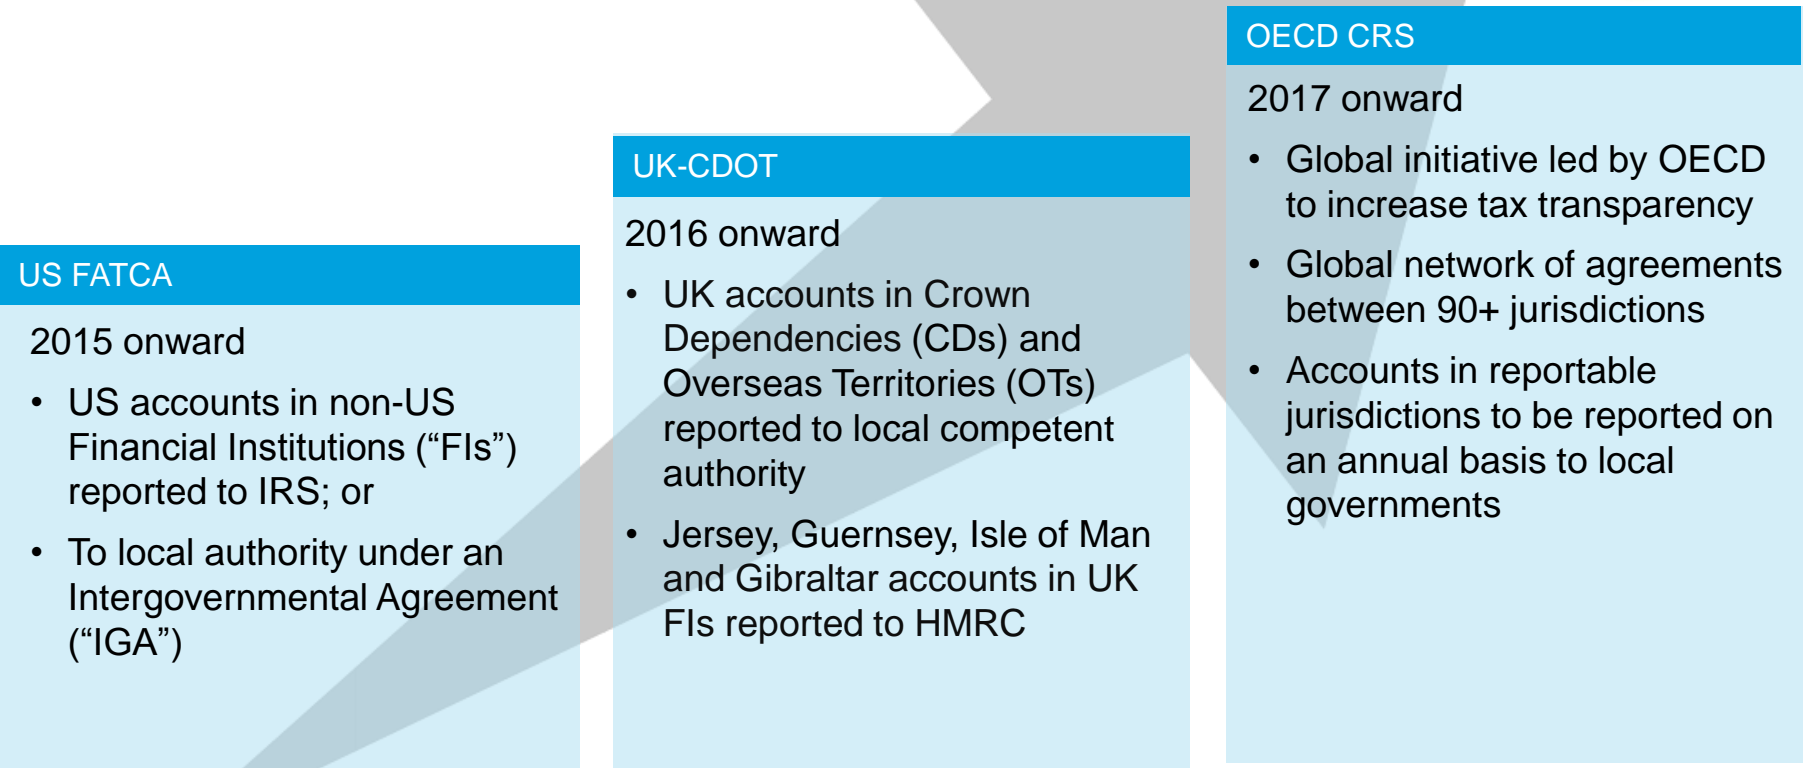 US FATCA
2015 onward
• US accounts in non-US
Financial Institutions (“FIs”)
reported to IRS; or
• To local authority under an
Intergovernmental Agreement
(“IGA”)
UK-CDOT
2016 onward
• UK accounts in Crown
Dependencies (CDs) and
Overseas Territories (OTs)
reported to local competent
authority
• Jersey, Guernsey, Isle of Man
and Gibraltar accounts in UK
FIs reported to HMRC
OECD CRS
2017 onward
• Global initiative led by OECD
to increase tax transparency
• Global network of agreements
between 90+ jurisdictions
• Accounts in reportable
jurisdictions to be reported on
an annual basis to local
governments